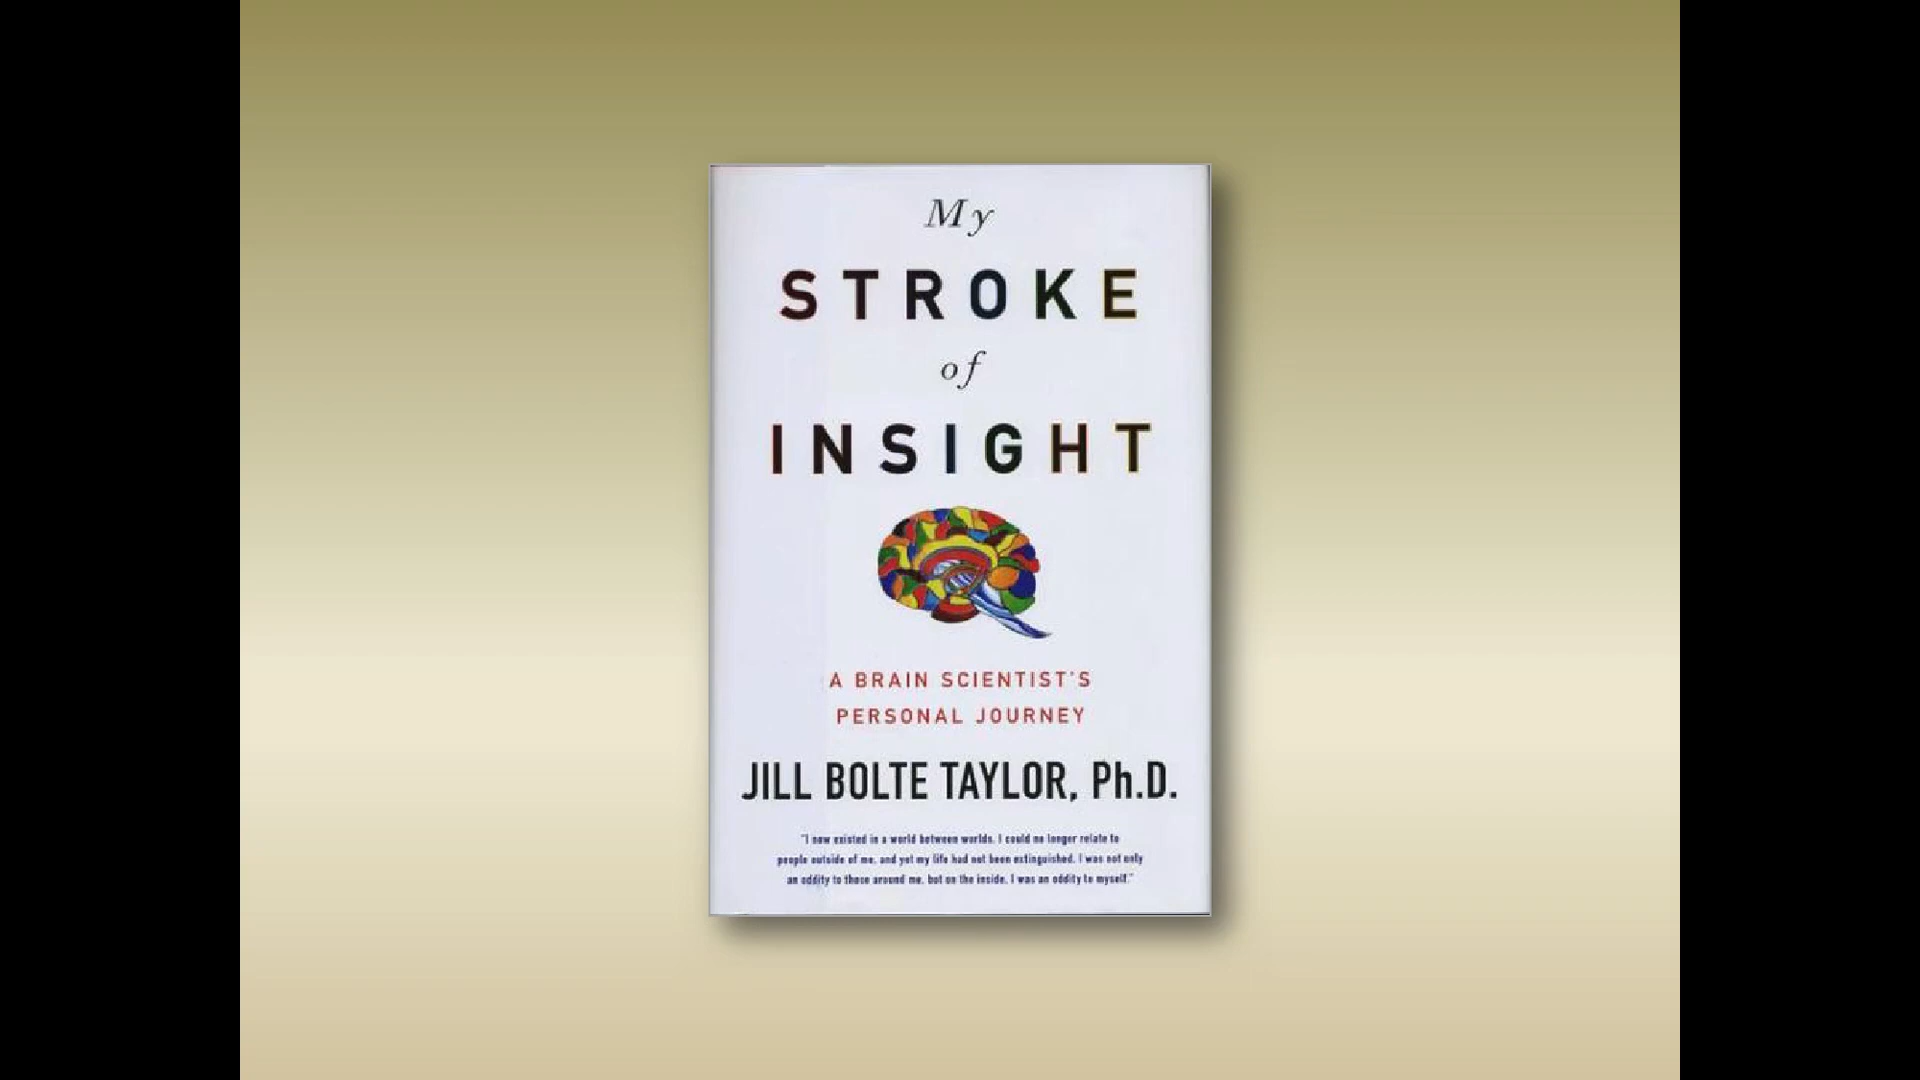 My
STROKE
of
INSIGHT
A BRAIN SCIENTIST'S
PERSONAL JOURNEY
JILL BOLTE TAYLOR, Ph.D.
"I now existed in a world between worlds. I could no longer relate to
people outside of me, and yet my life had not been extinguished. I was not only
an oddity to those around me, but on the inside, I was an oddity to myself."